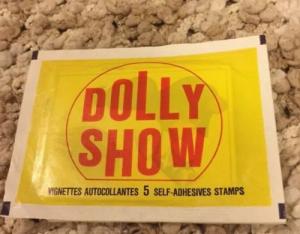 DOLLY
SHOW
VIGNETTES AUTOCOLLANTES 5 SELF-ADHESIVES STAMPS